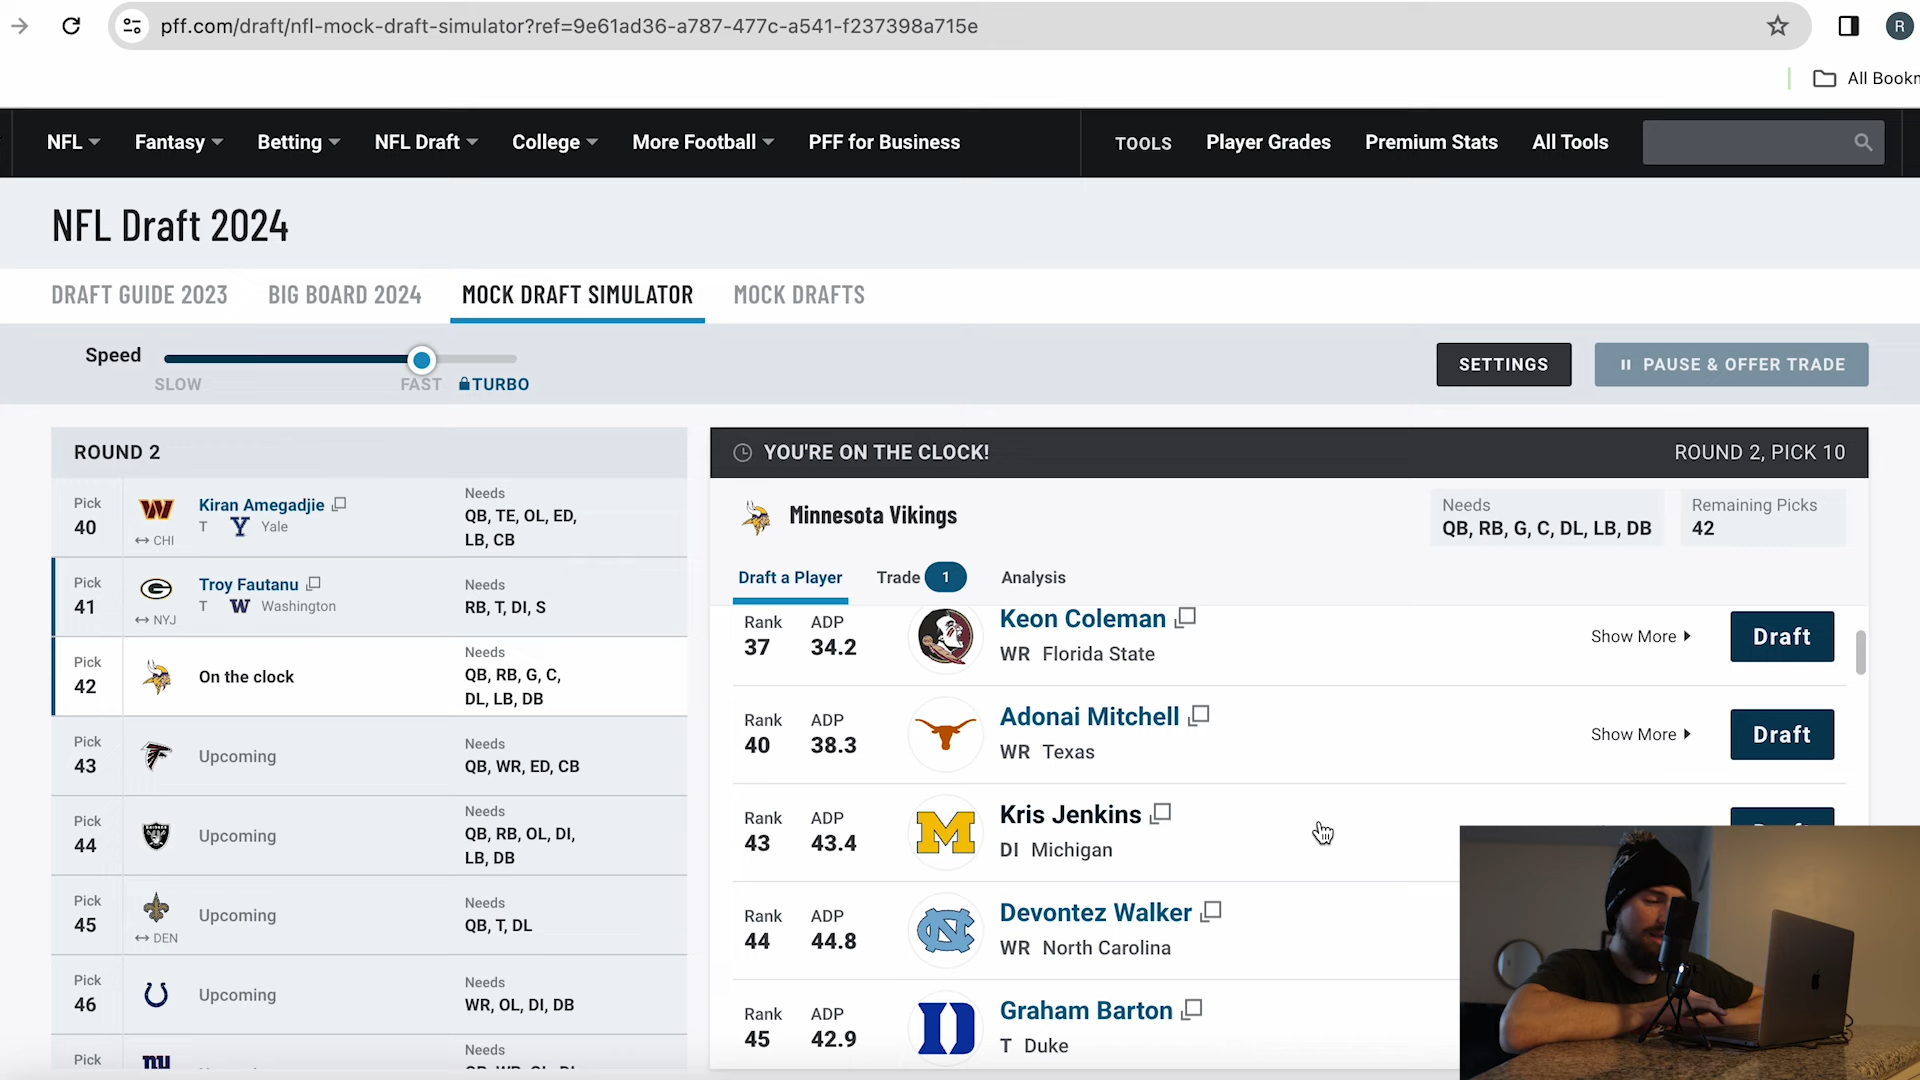 pff.com/draft/nfl-mock-draft-simulator?ref=9e61ad36-a787-477c-a541-f237398a715e
R
All Bookm
NFL Fantasy Betting NFL Draft College More Football PFF for Business TOOLS Player Grades Premium Stats All Tools
NFL Draft 2024
DRAFT GUIDE 2023 BIG BOARD 2024 MOCK DRAFT SIMULATOR MOCK DRAFTS
Speed
SLOW FAST TURBO
SETTINGS
PAUSE & OFFER TRADE
ROUND 2
Pick 40
CHI
Kiran Amegadjie
T Yale
Needs
QB, TE, OL, ED,
LB, CB
Pick 41
NYJ
Troy Fautanu
T Washington
Needs
RB, T, DI, S
Pick 42
On the clock
Needs
QB, RB, G, C,
DL, LB, DB
Pick 43
Upcoming
Needs
QB, WR, ED, CB
Pick 44
Upcoming
Needs
QB, RB, OL, DI,
LB, DB
Pick 45
DEN
Upcoming
Needs
QB, T, DL
Pick 46
Upcoming
Needs
WR, OL, DI, DB
Pick
Needs
YOU'RE ON THE CLOCK!
ROUND 2, PICK 10
Minnesota Vikings
Needs
QB, RB, G, C, DL, LB, DB
Remaining Picks
42
Draft a Player Trade 1 Analysis
Rank 37
ADP 34.2
Keon Coleman
WR Florida State
Show More
Draft
Rank 40
ADP 38.3
Adonai Mitchell
WR Texas
Show More
Draft
Rank 43
ADP 43.4
Kris Jenkins
DI Michigan
Rank 44
ADP 44.8
Devontez Walker
WR North Carolina
Rank 45
ADP 42.9
Graham Barton
T Duke